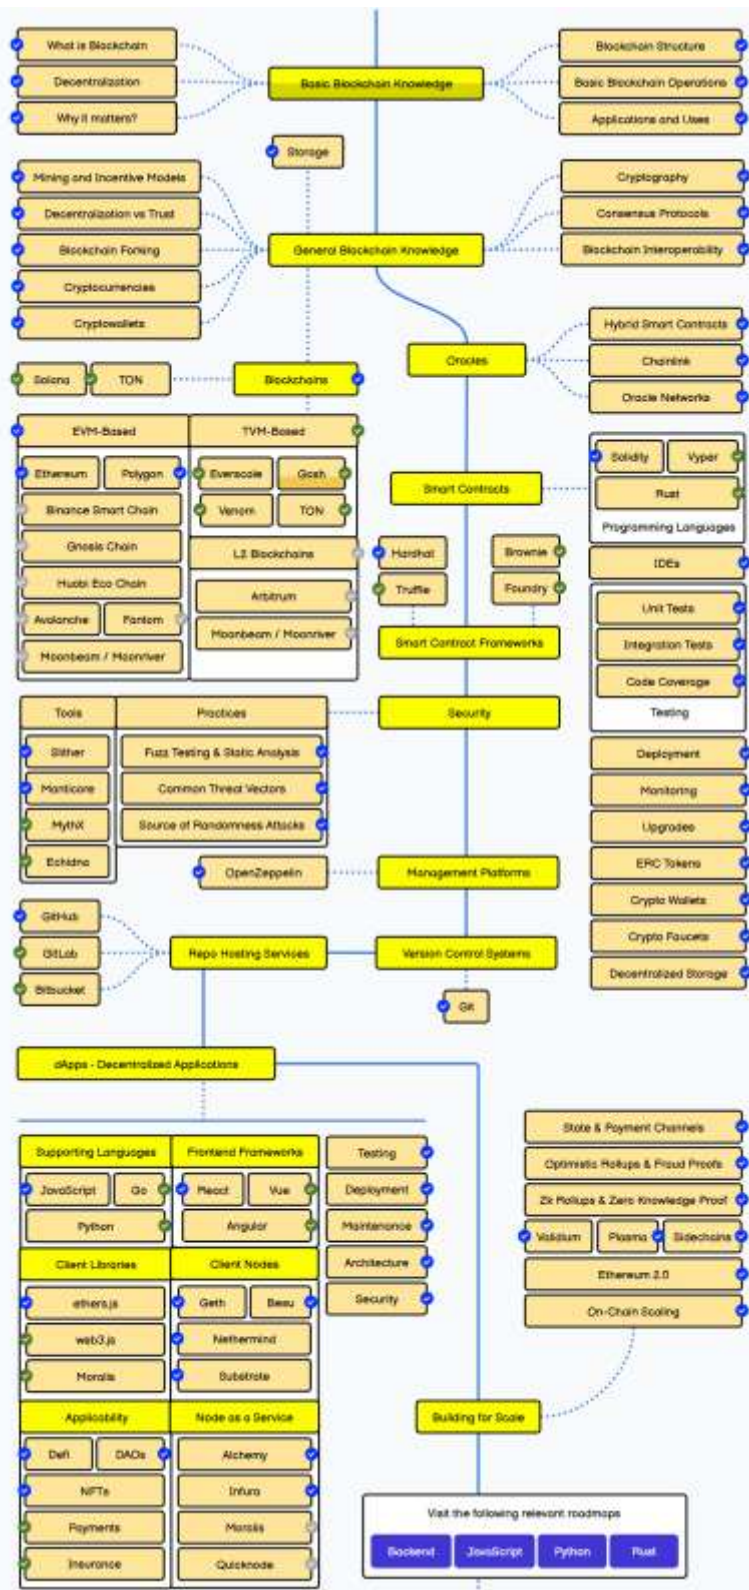 What is Blockchain
Decentralization
Why it matters?
Basic Blockchain Knowledge
Blockchain Structure
Basic Blockchain Operations
Applications and Uses
Storage
Mining and Incentive Models
Decentralization vs Trust
Blockchain Forking
Cryptocurrencies
Cryptowallets
General Blockchain Knowledge
Cryptography
Consensus Protocols
Blockchain Interoperability
Solana
TON
Blockchains
Oracles
Hybrid Smart Contracts
Chainlink
Oracle Networks
EVM-Based
TVM-Based
Ethereum
Polygon
Binance Smart Chain
Gnosis Chain
Huobi Eco Chain
Avalanche
Fantom
Moonbeam / Moonriver
Everscale
Gosh
Venom
TON
L2 Blockchains
Arbitrum
Moonbeam / Moonriver
Smart Contracts
Solidity
Vyper
Rust
Programming Languages
IDEs
Unit Tests
Integration Tests
Code Coverage
Testing
Hardhat
Brownie
Truffle
Foundry
Smart Contract Frameworks
Tools
Practices
Security
Slither
Manticore
MythX
Echidna
Fuzz Testing & Static Analysis
Common Threat Vectors
Source of Randomness Attacks
Deployment
Monitoring
Upgrades
ERC Tokens
Crypto Wallets
Crypto Faucets
Decentralized Storage
OpenZeppelin
Management Platforms
GitHub
GitLab
Bitbucket
Repo Hosting Services
Version Control Systems
Git
dApps - Decentralized Applications
Supporting Languages
Frontend Frameworks
JavaScript
Go
Python
React
Vue
Angular
Client Libraries
Client Nodes
ethers.js
web3.js
Moralis
Geth
Besu
Nethermind
Substrate
Applicability
Node as a Service
Defi
DAOs
NFTs
Payments
Insurance
Alchemy
Infura
Moralis
Quicknode
Testing
Deployment
Maintenance
Architecture
Security
State & Payment Channels
Optimistic Rollups & Fraud Proofs
Zk Rollups & Zero Knowledge Proof
Validium
Plasma
Sidechains
Ethereum 2.0
On-Chain Scaling
Building for Scale
Visit the following relevant roadmaps
Backend
JavaScript
Python
Rust